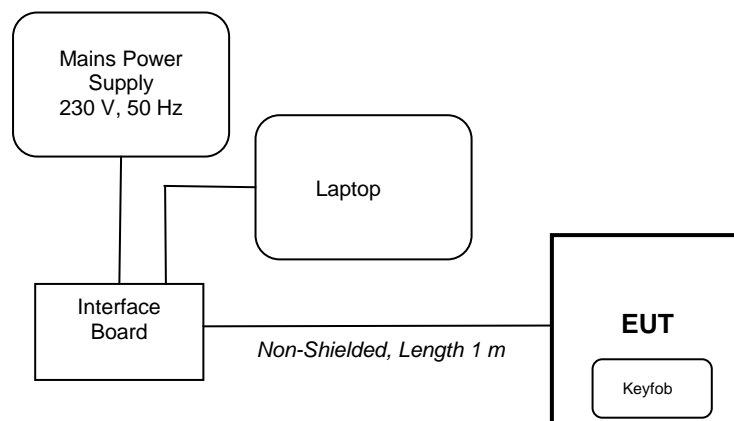 Mains Power
Supply
230 V, 50 Hz
Laptop
Interface
Board
Non-Shielded, Length 1 m
EUT
Keyfob